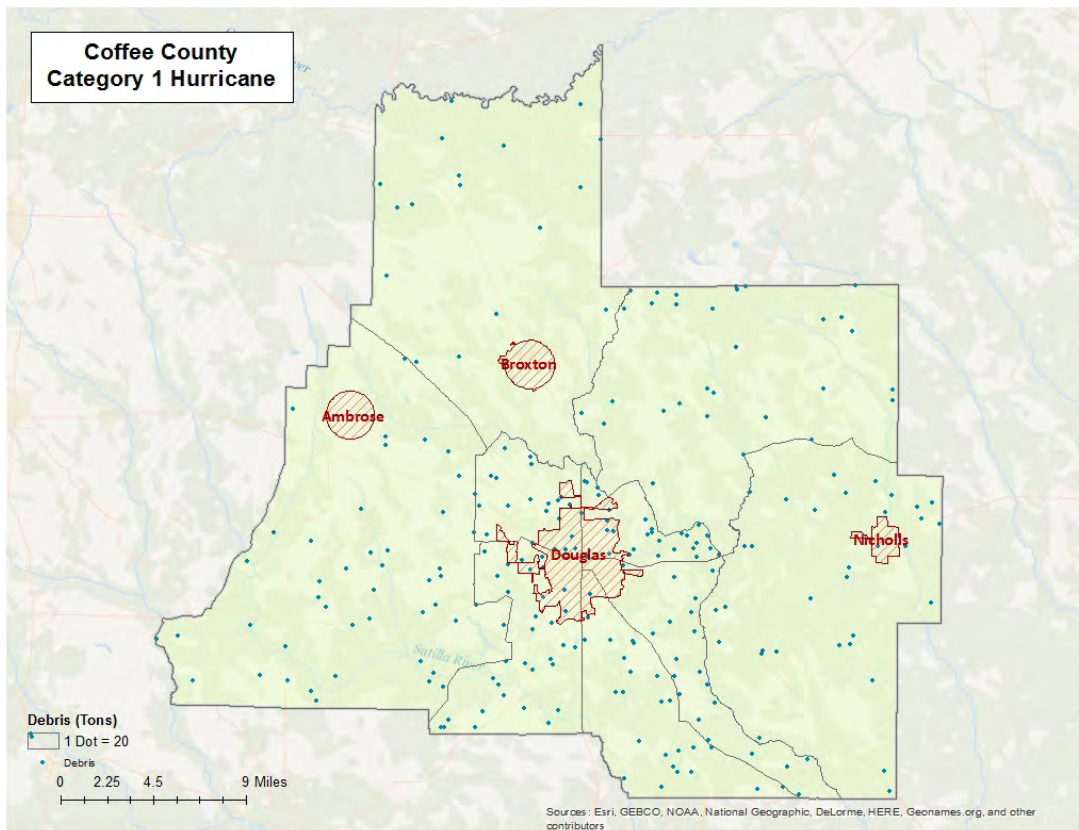 Coffee County
Category 1 Hurricane
Broxton
Ambrose
Nicholls
Douglas
Satilla River
Debris (Tons)
1 Dot = 20
Debris
0 2.25 4.5 9 Miles
Sources: Esri, GEBCO, NOAA, National Geographic, DeLorme, HERE, Geonames.org, and other
contributors